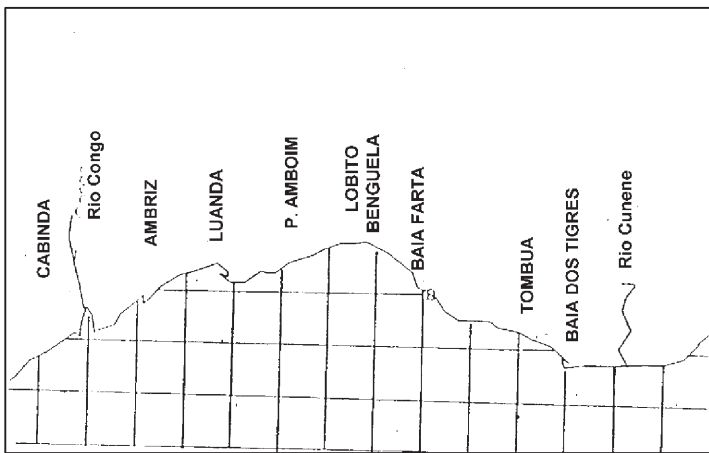 CABINDA
Rio Congo
AMBRIZ
LUANDA
P. AMBOIM
LOBITO
BENGUELA
BAIA FARTA
TOMBUA
BAIA DOS TIGRES
Rio Cunene